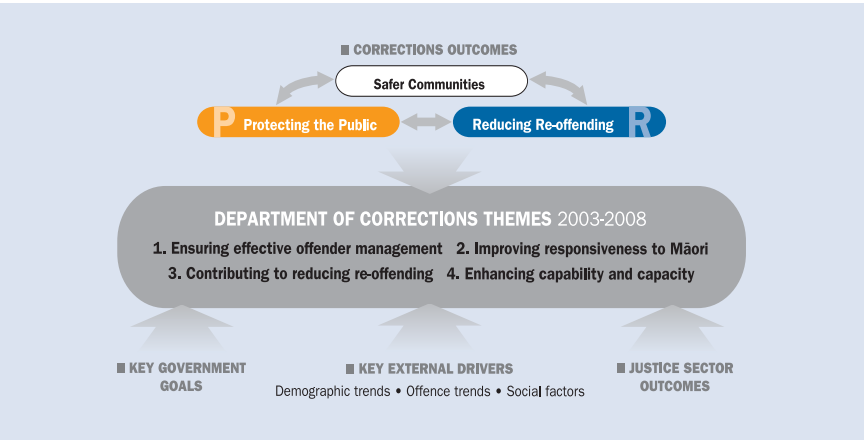 ■ CORRECTIONS OUTCOMES
Safer Communities
P Protecting the Public
Reducing Re-offending R
DEPARTMENT OF CORRECTIONS THEMES 2003-2008
1. Ensuring effective offender management 2. Improving responsiveness to Māori
3. Contributing to reducing re-offending 4. Enhancing capability and capacity
■ KEY GOVERNMENT
GOALS
■ KEY EXTERNAL DRIVERS
Demographic trends • Offence trends • Social factors
■ JUSTICE SECTOR
OUTCOMES